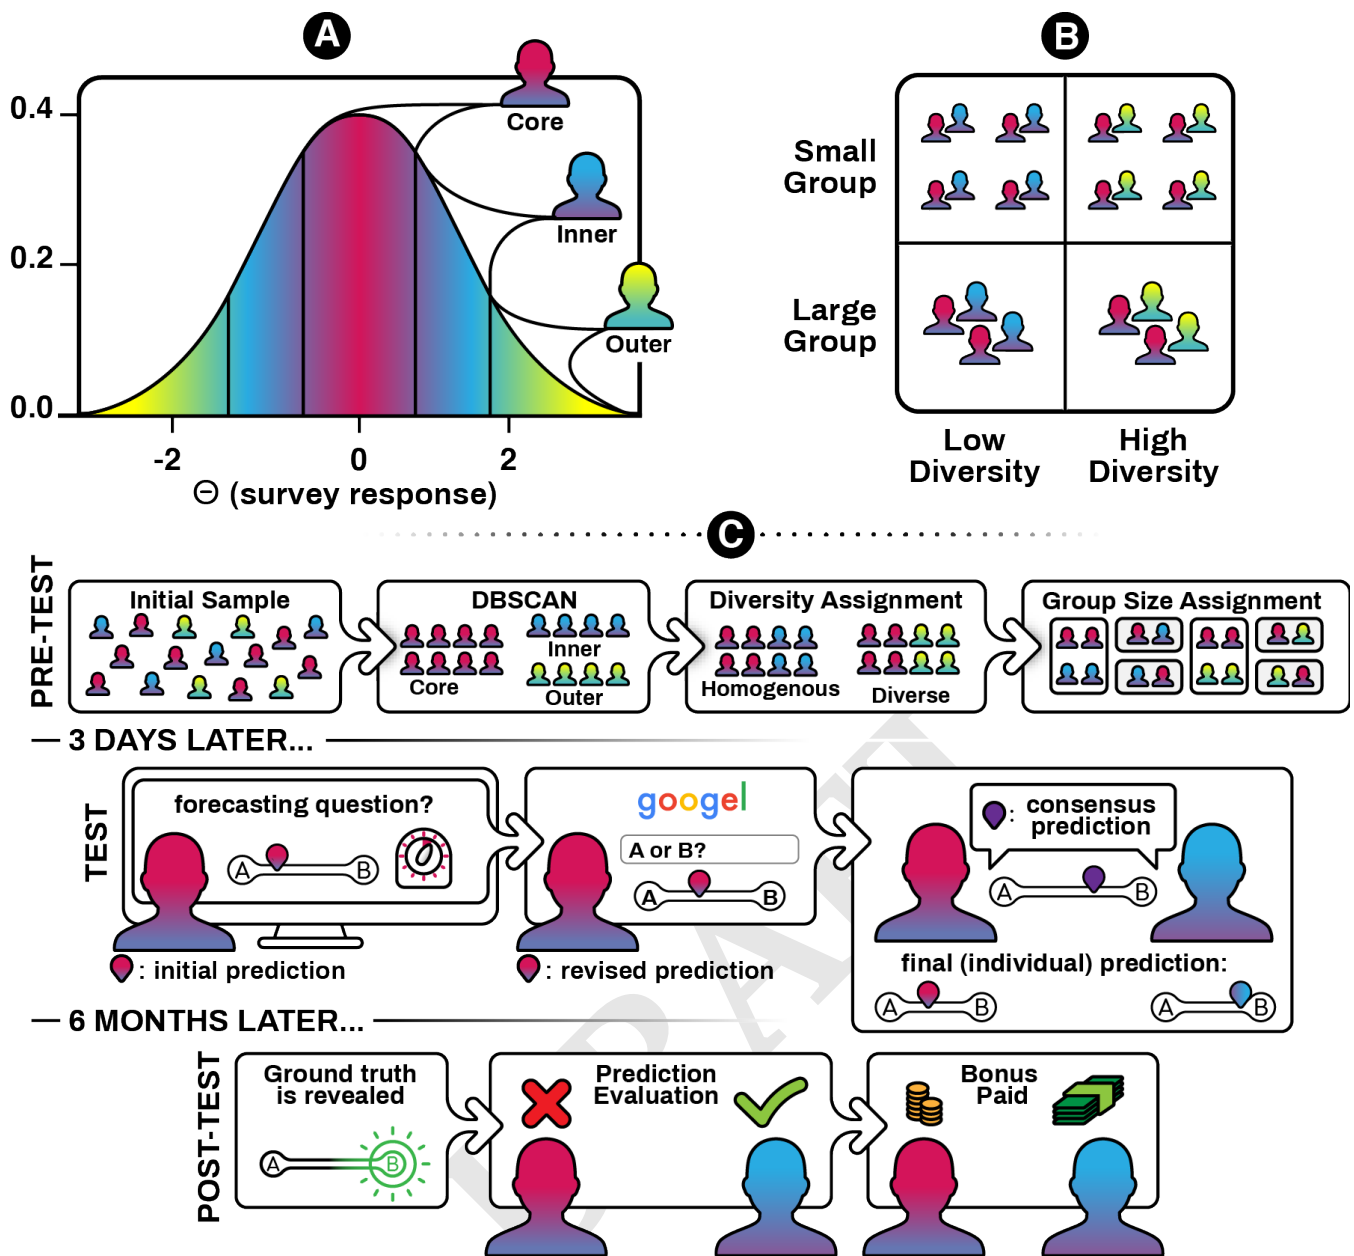 A
B
0.4
0.2
0.0
-2
0
2
Θ (survey response)
Core
Inner
Outer
Small
Group
Large
Group
Low
Diversity
High
Diversity
C
PRE-TEST
Initial Sample
DBSCAN
Inner
Core
Outer
Diversity Assignment
Homogenous
Diverse
Group Size Assignment
3 DAYS LATER...
TEST
forecasting question?
A
B
: initial prediction
googel
A or B?
A
B
: revised prediction
: consensus
prediction
A
B
final (individual) prediction:
A
B
A
B
6 MONTHS LATER...
POST-TEST
Ground truth
is revealed
A
B
Prediction
Evaluation
Bonus
Paid
DRAFT